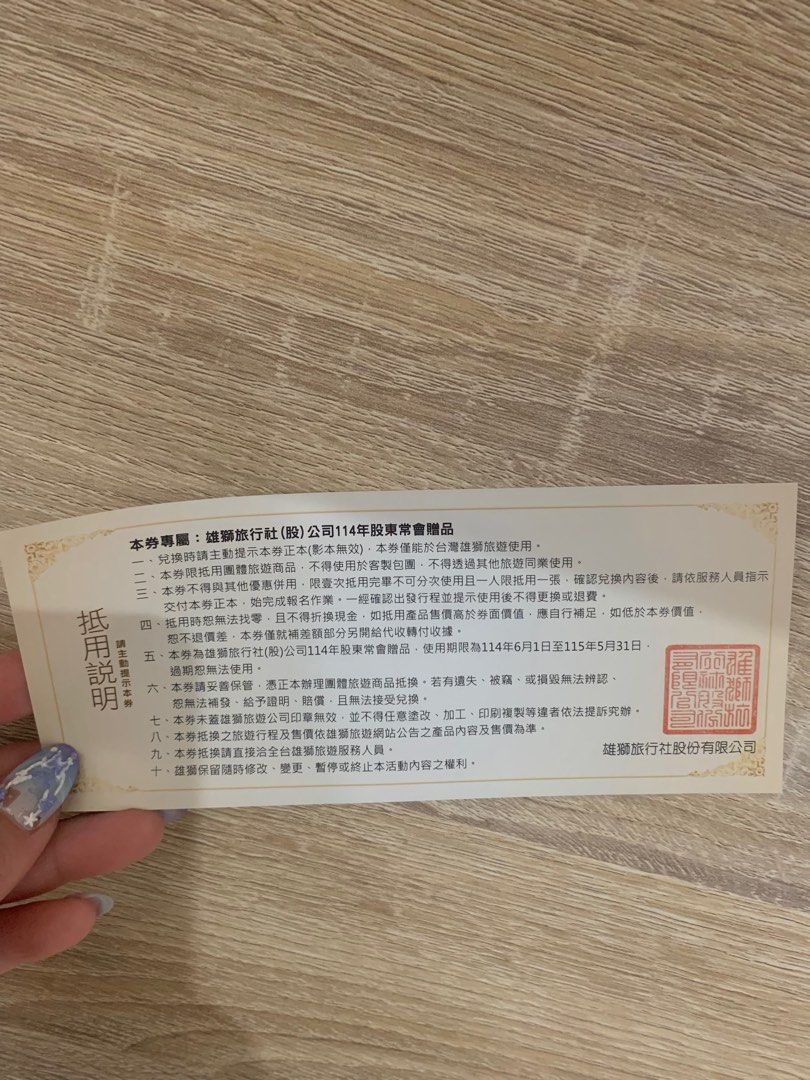 本券專屬：雄獅旅行社(股)公司114年股東常會贈品
一、兌換時請主動提示本券正本(影本無效)，本券僅能於台灣雄獅旅遊使用。
二、本券限抵用團體旅遊商品，不得使用於客製包團，不得透過其他旅遊同業使用。
三、本券不得與其他優惠併用，限壹次抵用完畢不可分次使用且一人限抵用一張，確認兌換內容後，請依服務人員指示
交付本券正本，始完成報名作業。一經確認出發行程並提示使用後不得更換或退費。
四、抵用時恕無法找零，且不得折換現金，如抵用產品售價高於券面價值，應自行補足，如低於本券價值，
恕不退價差，本券僅就補差額部分另開給代收轉付收據。
五、本券為雄獅旅行社(股)公司114年股東常會贈品，使用期限為114年6月1日至115年5月31日，
過期恕無法使用。
六、本券請妥善保管，憑正本辦理團體旅遊商品抵換。若有遺失、被竊、或損毀無法辨認、
恕無法補發、給予證明、賠償，且無法接受兌換。
七、本券未蓋雄獅旅遊公司印章無效，並不得任意塗改、加工、印刷複製等違者依法提訴究辦。
八、本券抵換之旅遊行程及售價依雄獅旅遊網站公告之產品內容及售價為準。
九、本券抵換請直接洽全台雄獅旅遊服務人員。
十、雄獅保留隨時修改、變更、暫停或終止本活動內容之權利。
抵用說明
請主動提示本券
雄獅旅行社股份有限公司
雄獅旅行社股份有限公司